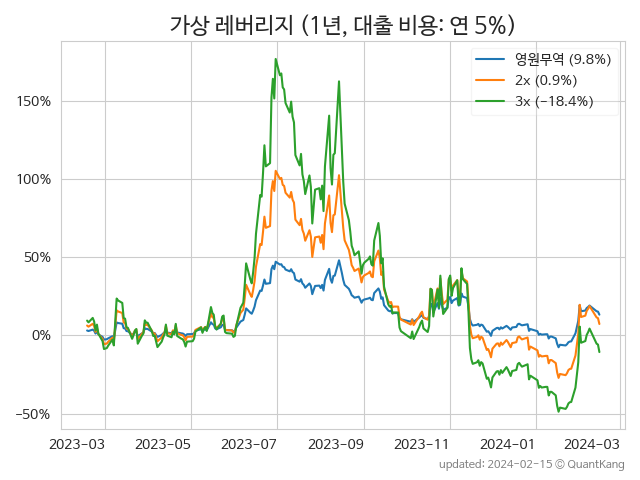 가상 레버리지 (1년, 대출 비용: 연 5%)
영원무역 (9.8%)
2x (0.9%)
3x (−18.4%)
150%
100%
50%
0%
−50%
2023−03 2023−05 2023−07 2023−09 2023−11 2024−01 2024−03
updated: 2024-02-15 © QuantKang